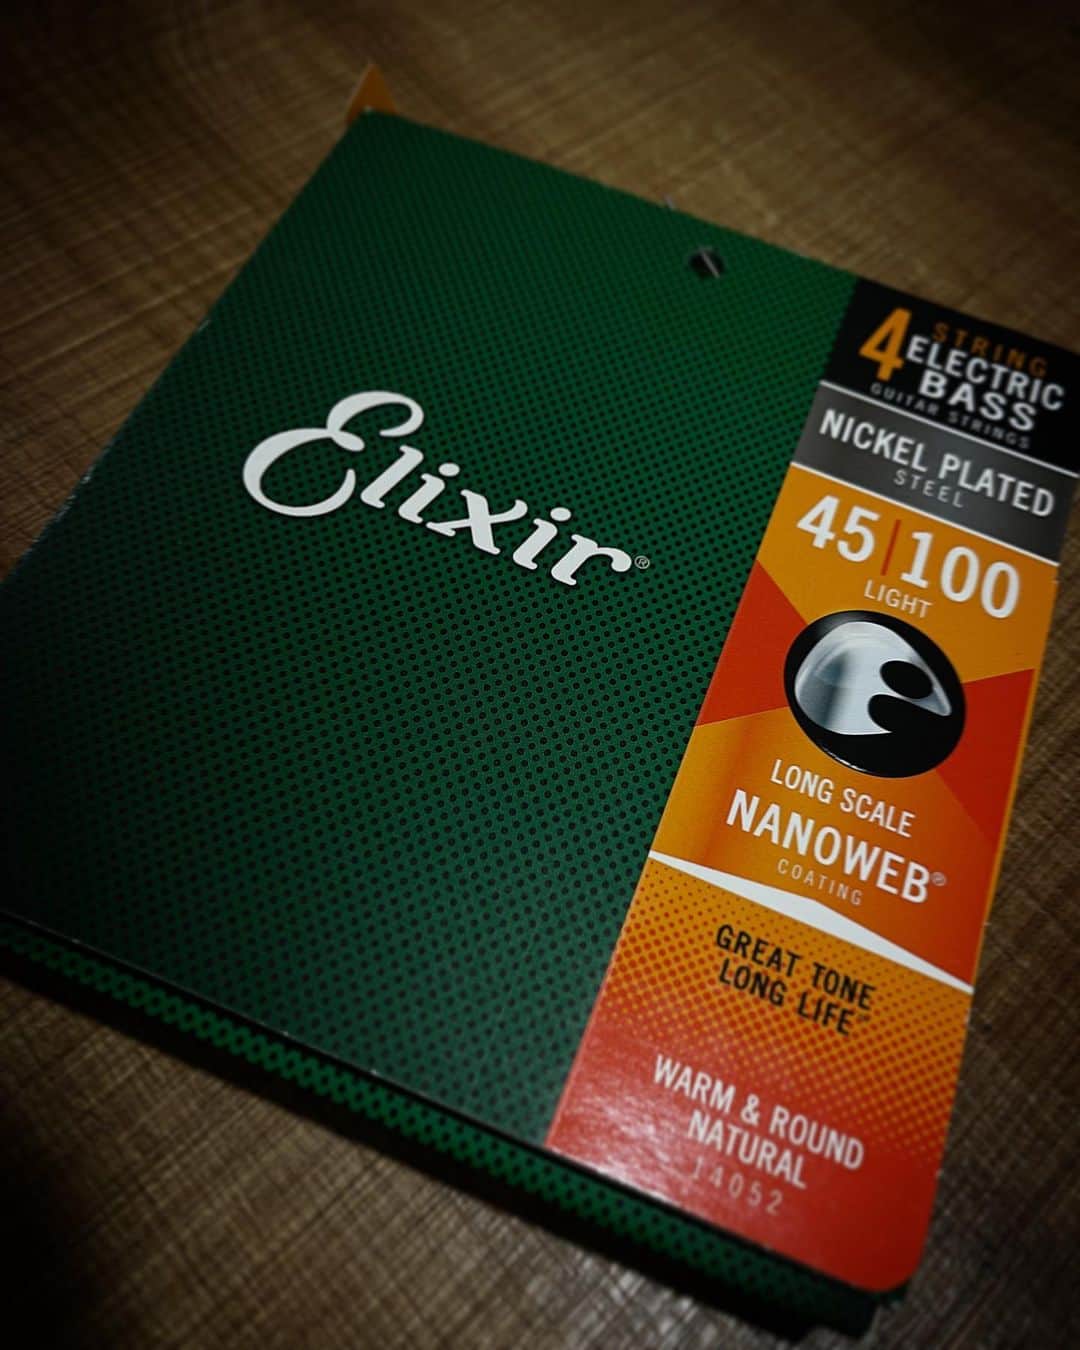 Elixir®
4 STRING
ELECTRIC
BASS
GUITAR STRINGS
NICKEL PLATED
STEEL
45|100
LIGHT
LONG SCALE
NANOWEB®
COATING
GREAT TONE
LONG LIFE
WARM & ROUND
NATURAL
14052